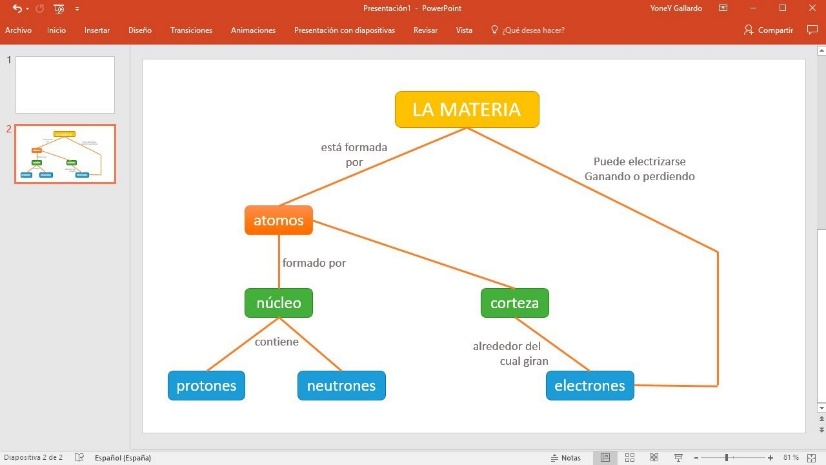 Presentación1 - PowerPoint
YoneV Gallardo
Archivo Inicio Insertar Diseño Transiciones Animaciones Presentación con diapositivas Revisar Vista ¿Qué desea hacer? Compartir
1
2
LA MATERIA
está formada
por
Puede electrizarse
Ganando o perdiendo
atomos
formado por
núcleo
corteza
contiene
alrededor del
cual giran
protones
neutrones
electrones
Diapositiva 2 de 2 Español (España) Notas 81 %